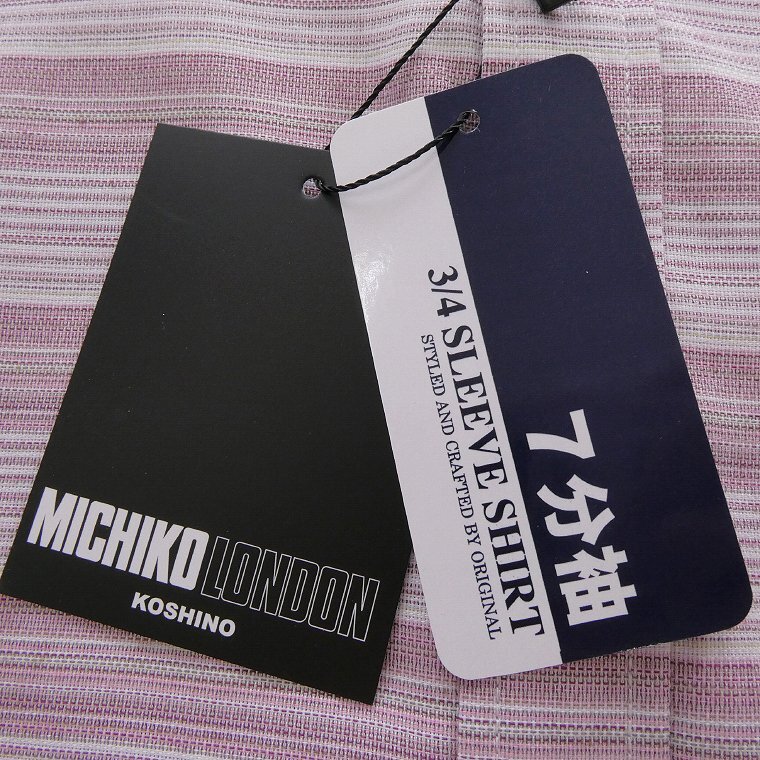 MICHIKO LONDON
KOSHINO
3/4 SLEEVE SHIRT
STYLED AND CRAFTED BY ORIGINAL
7分袖